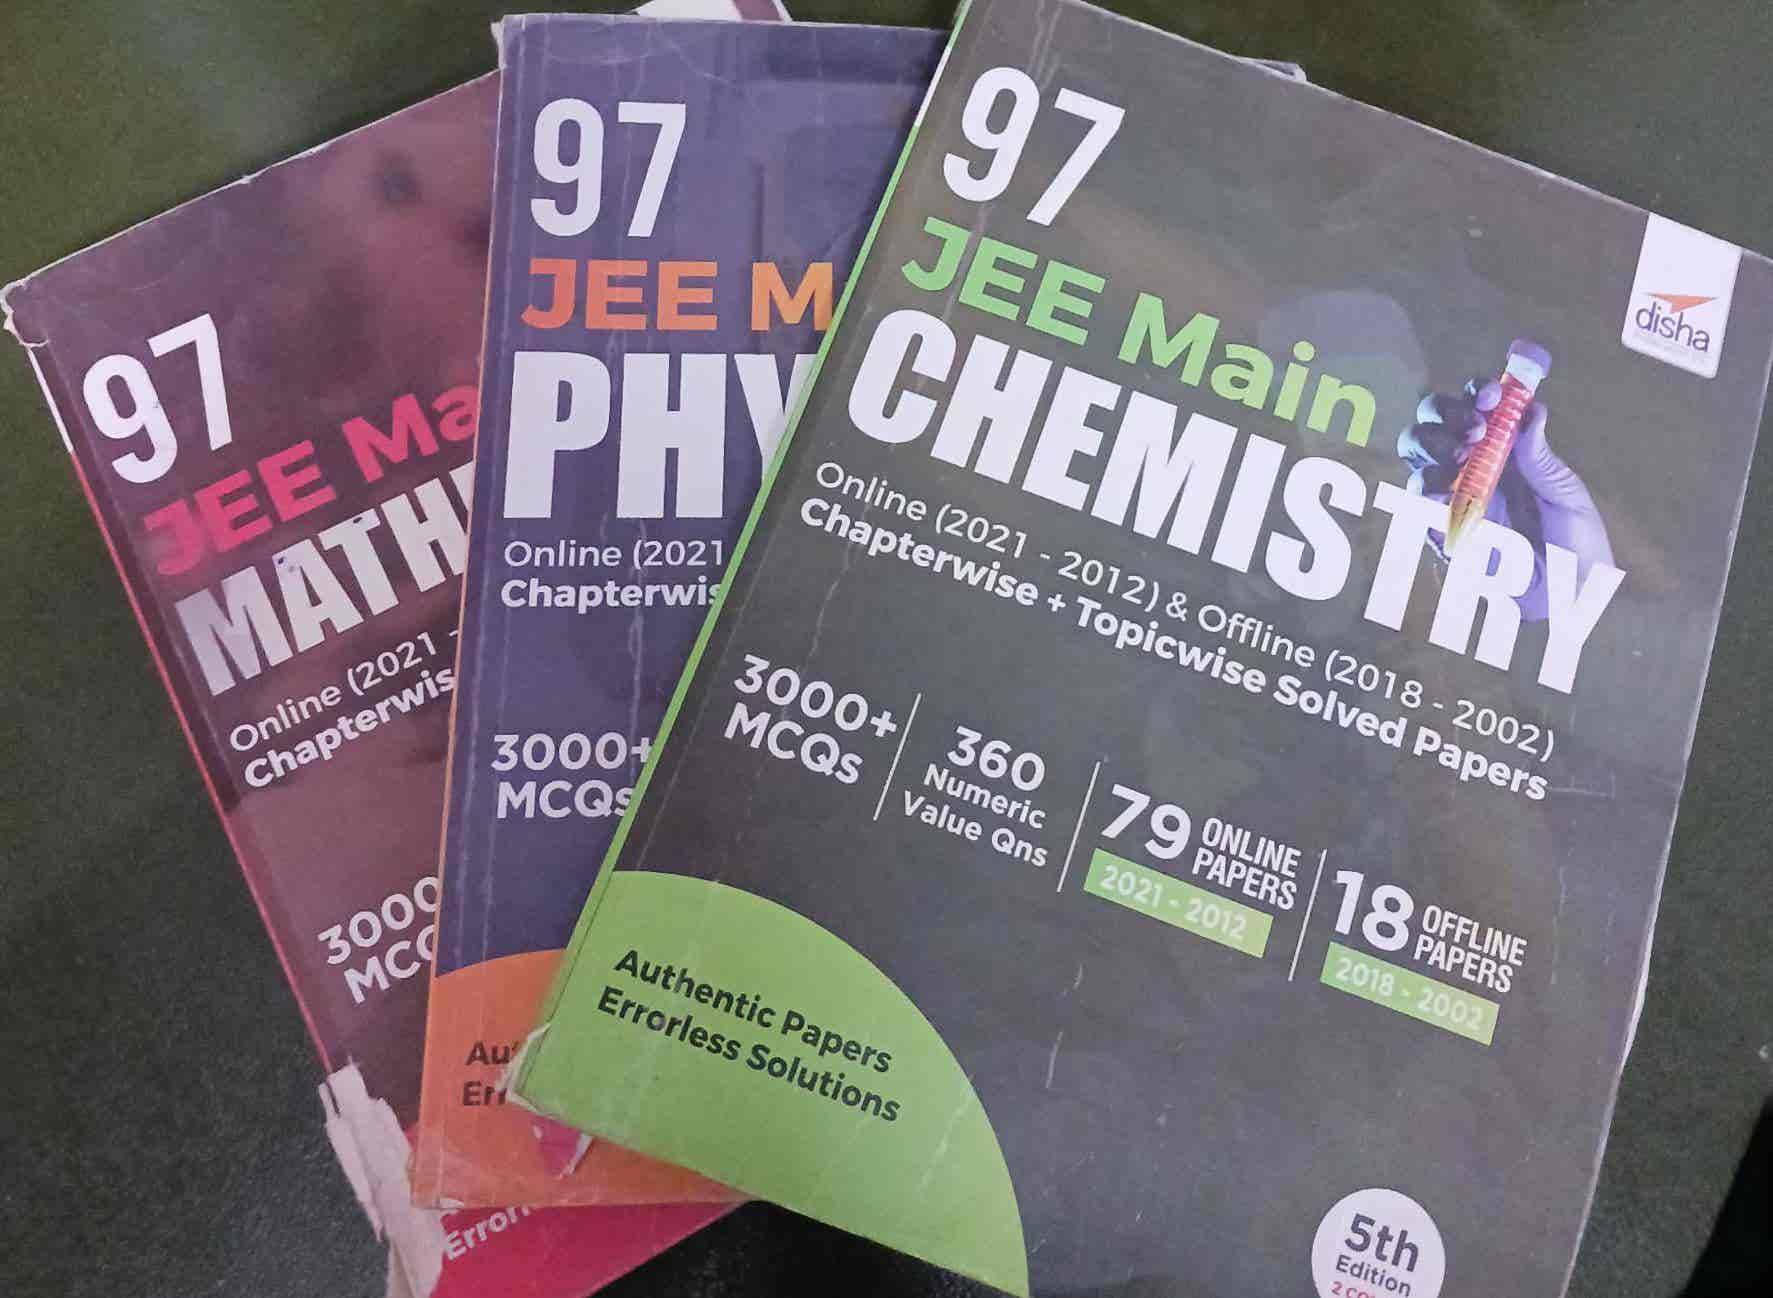 97
JEE Ma
MATH
Online (2021 -
Chapterwis
3000
MCQ
Errorl
97
JEE M
PHY
Online (2021
Chapterwis
3000+
MCQs
Au
Err
97
JEE Main
CHEMISTRY
Online (2021 - 2012) & Offline (2018 - 2002)
Chapterwise + Topicwise Solved Papers
3000+
MCQs
360
Numeric
Value Qns
79 ONLINE
PAPERS
2021 - 2012
18 OFFLINE
PAPERS
2018 - 2002
Authentic Papers
Errorless Solutions
disha
5th
Edition